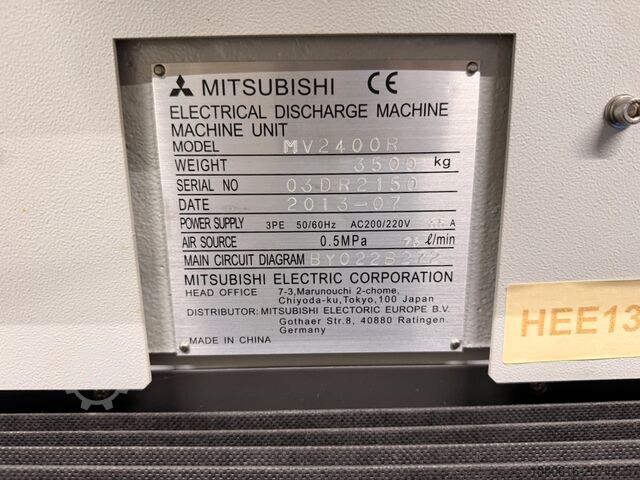 MITSUBISHI CE
ELECTRICAL DISCHARGE MACHINE
MACHINE UNIT
MODEL MV2400R
WEIGHT 3500 kg
SERIAL NO 03DR2150
DATE 2013-07
POWER SUPPLY 3PE 50/60Hz AC200/220V A
AIR SOURCE 0.5MPa ℓ/min
MAIN CIRCUIT DIAGRAM BY022B272
MITSUBISHI ELECTRIC CORPORATION
HEAD OFFICE 7-3,Marunouchi 2-chome,
Chiyoda-ku,Tokyo,100 Japan
DISTRIBUTOR: MITSUBISHI ELECTORIC EUROPE B.V.
Gothaer Str.8, 40880 Ratingen.
Germany
MADE IN CHINA
HEE13